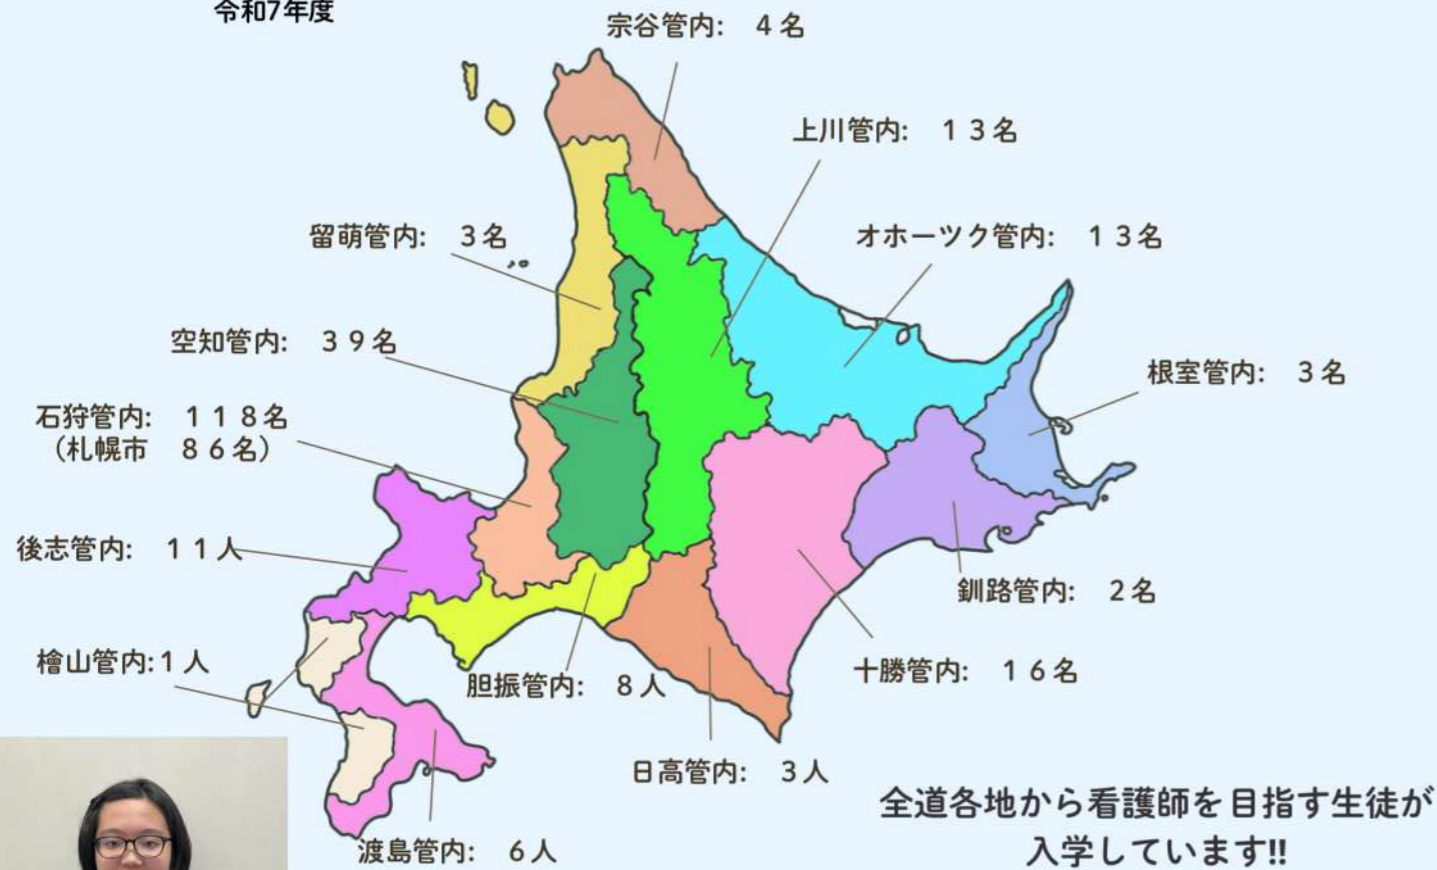 令和7年度
宗谷管内:　4名
上川管内:　13名
留萌管内:　3名
オホーツク管内:　13名
空知管内:　39名
根室管内:　3名
石狩管内:　118名
（札幌市　86名）
後志管内:　11人
釧路管内:　2名
檜山管内:1人
胆振管内:　8人
十勝管内:　16名
日高管内:　3人
全道各地から看護師を目指す生徒が
入学しています!!
渡島管内:　6人